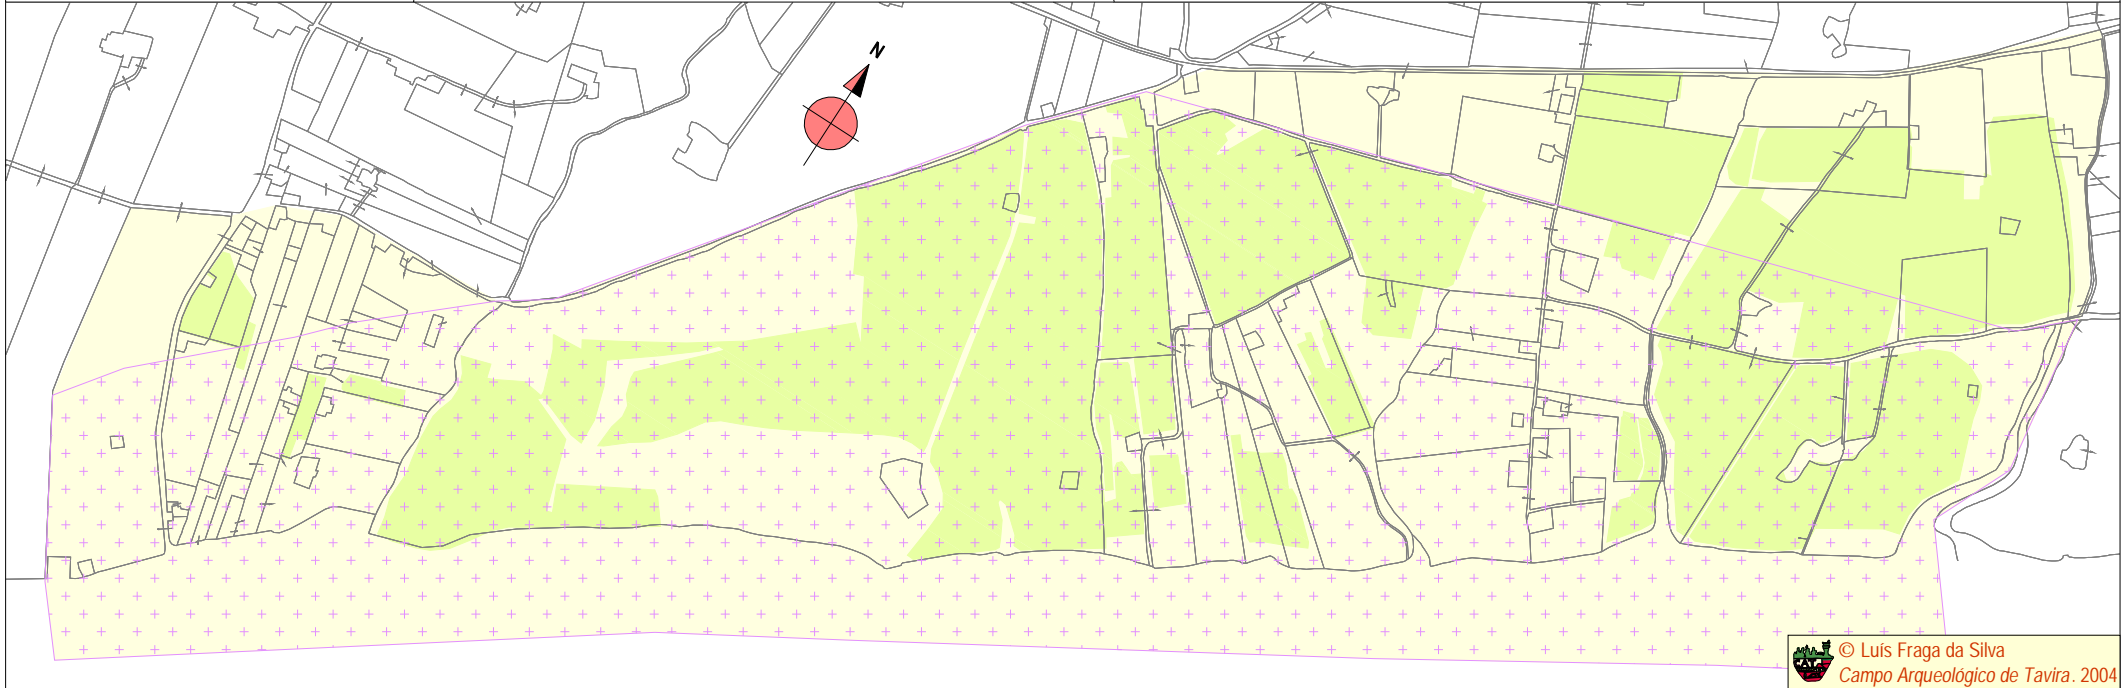 N
© Luís Fraga da Silva
Campo Arqueológico de Tavira. 2004